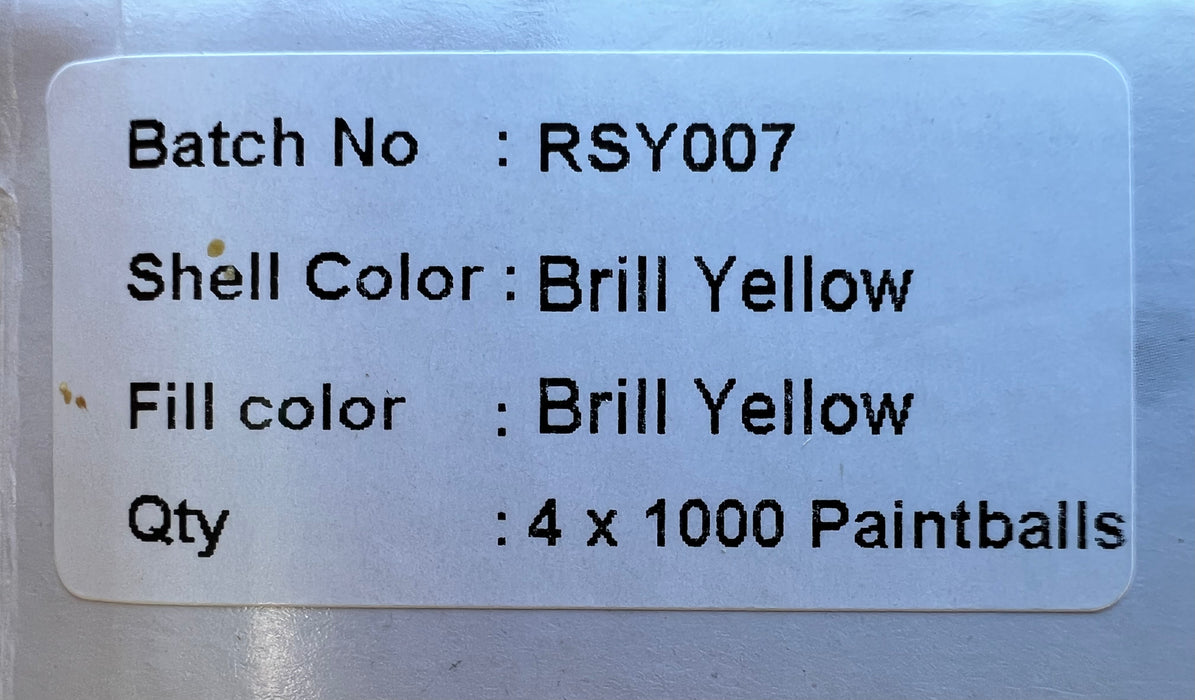 Batch No : RSY007
Shell Color : Brill Yellow
Fill color : Brill Yellow
Qty : 4 x 1000 Paintballs